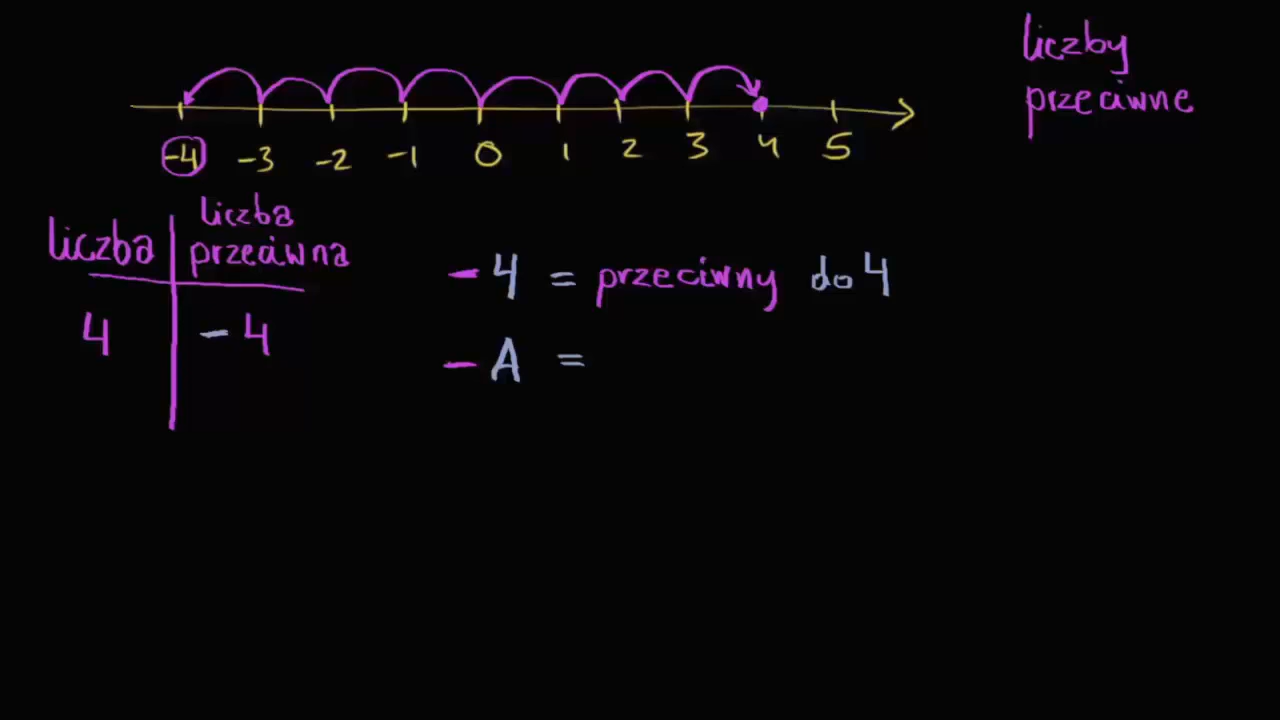 liczby
przeciwne
-4 -3 -2 -1 0 1 2 3 4 5
liczba
liczba przeciwna
4 -4
-4 = przeciwny do 4
-A =